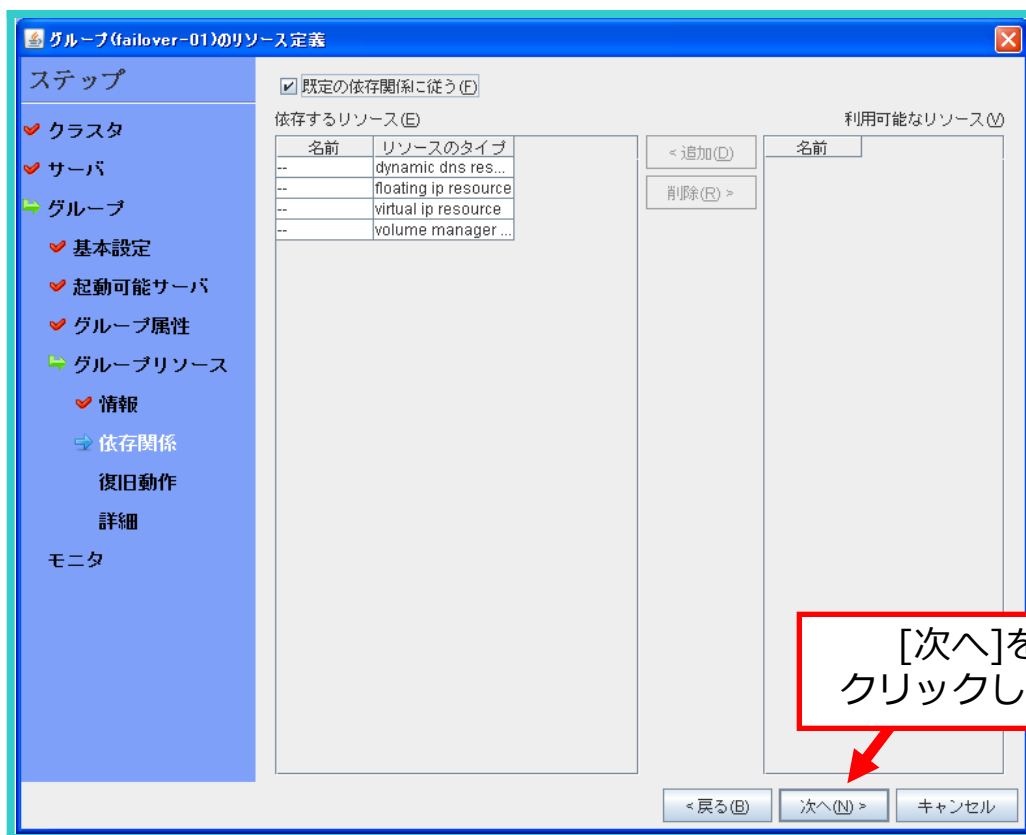 グループ(failover-01)のリソース定義
ステップ
クラスタ
サーバ
グループ
基本設定
起動可能サーバ
グループ属性
グループリソース
情報
依存関係
復旧動作
詳細
モニタ
既定の依存関係に従う(F)
依存するリソース(E)
名前 リソースのタイプ
-- dynamic dns res...
-- floating ip resource
-- virtual ip resource
-- volume manager ...
< 追加(D)
削除(R) >
利用可能なリソース(V)
名前
[次へ]を
クリックし
< 戻る(B) 次へ(N) > キャンセル